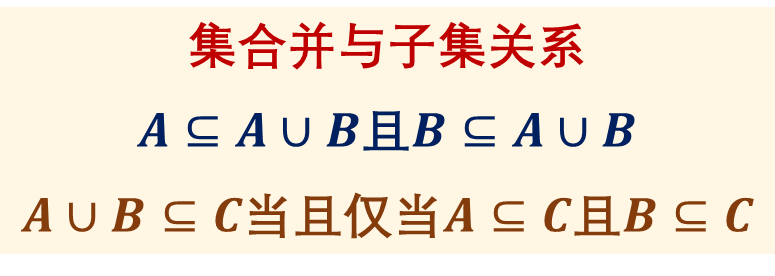 集合并与子集关系
A ⊆ A ∪ B且B ⊆ A ∪ B
A ∪ B ⊆ C当且仅当A ⊆ C且B ⊆ C